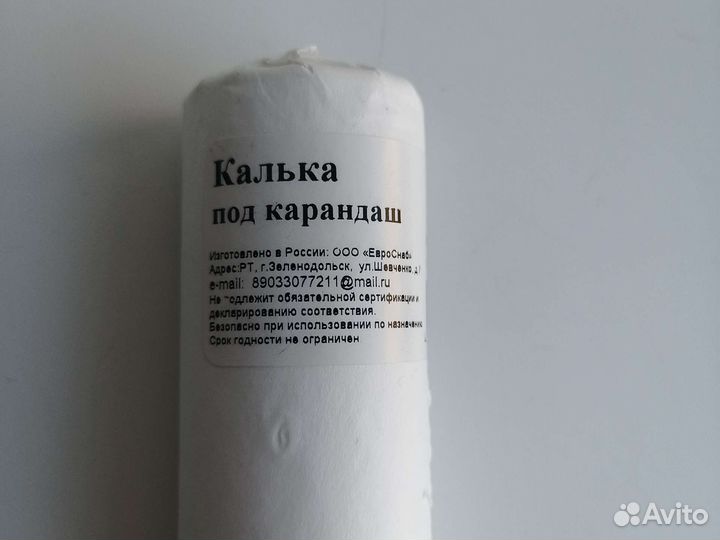 Калька
под карандаш
Изготовлено в России: ООО «ЕвроСнаб»
Адрес:РТ, г.Зеленодольск, ул.Шевченко, д
e-mail: 89033077211@mail.ru
Не подлежит обязательной сертификации и
декларированию соответствия.
Безопасно при использовании по назначению
Срок годности не ограничен
Avito